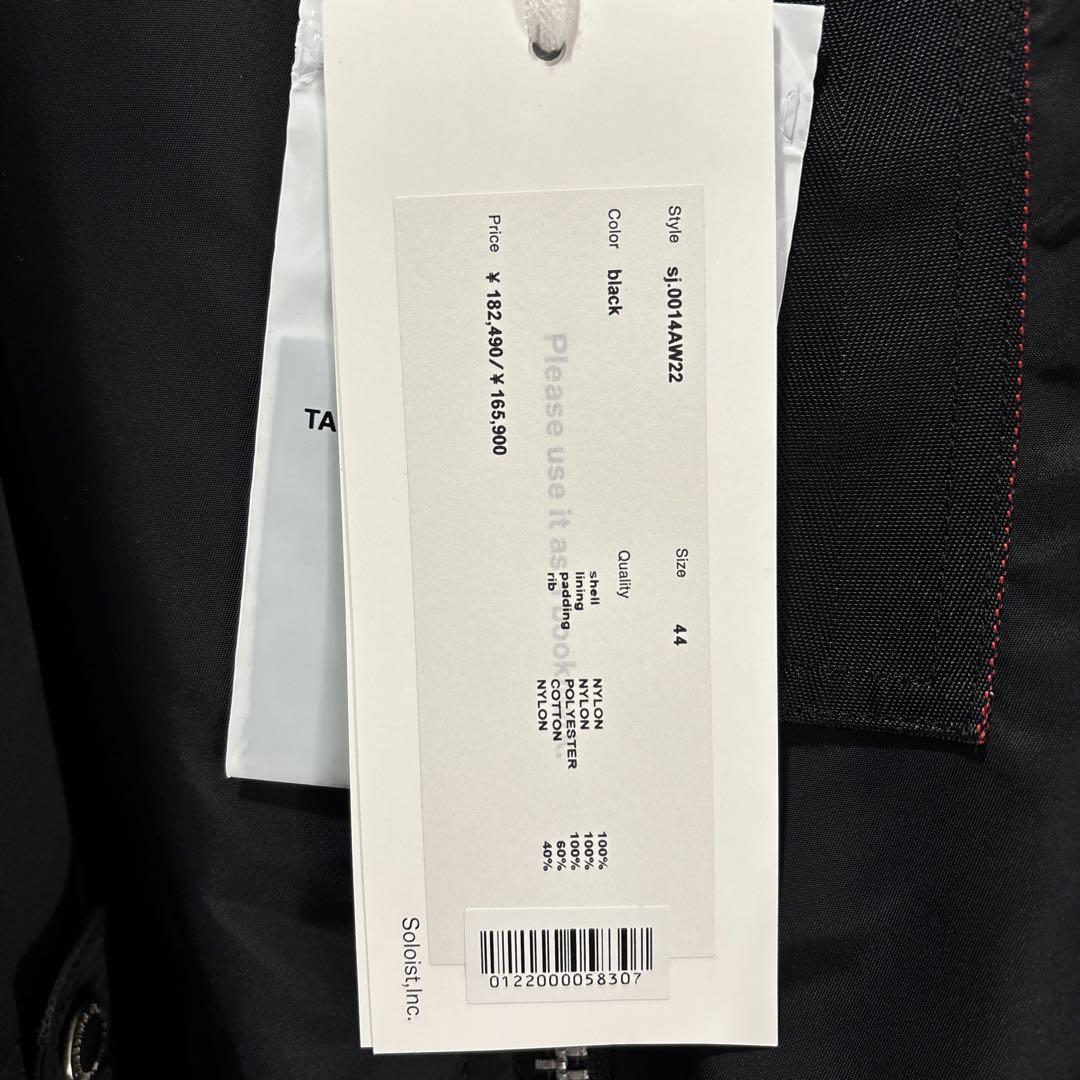 Style sj.0014AW22 Size 44
Color black Quality
shell NYLON 100%
lining NYLON 100%
padding POLYESTER 100%
rib COTTON 60%
NYLON 40%
Please use it as
Price ¥ 182,490/¥ 165,900
Soloist,Inc.
0122000058307
TA